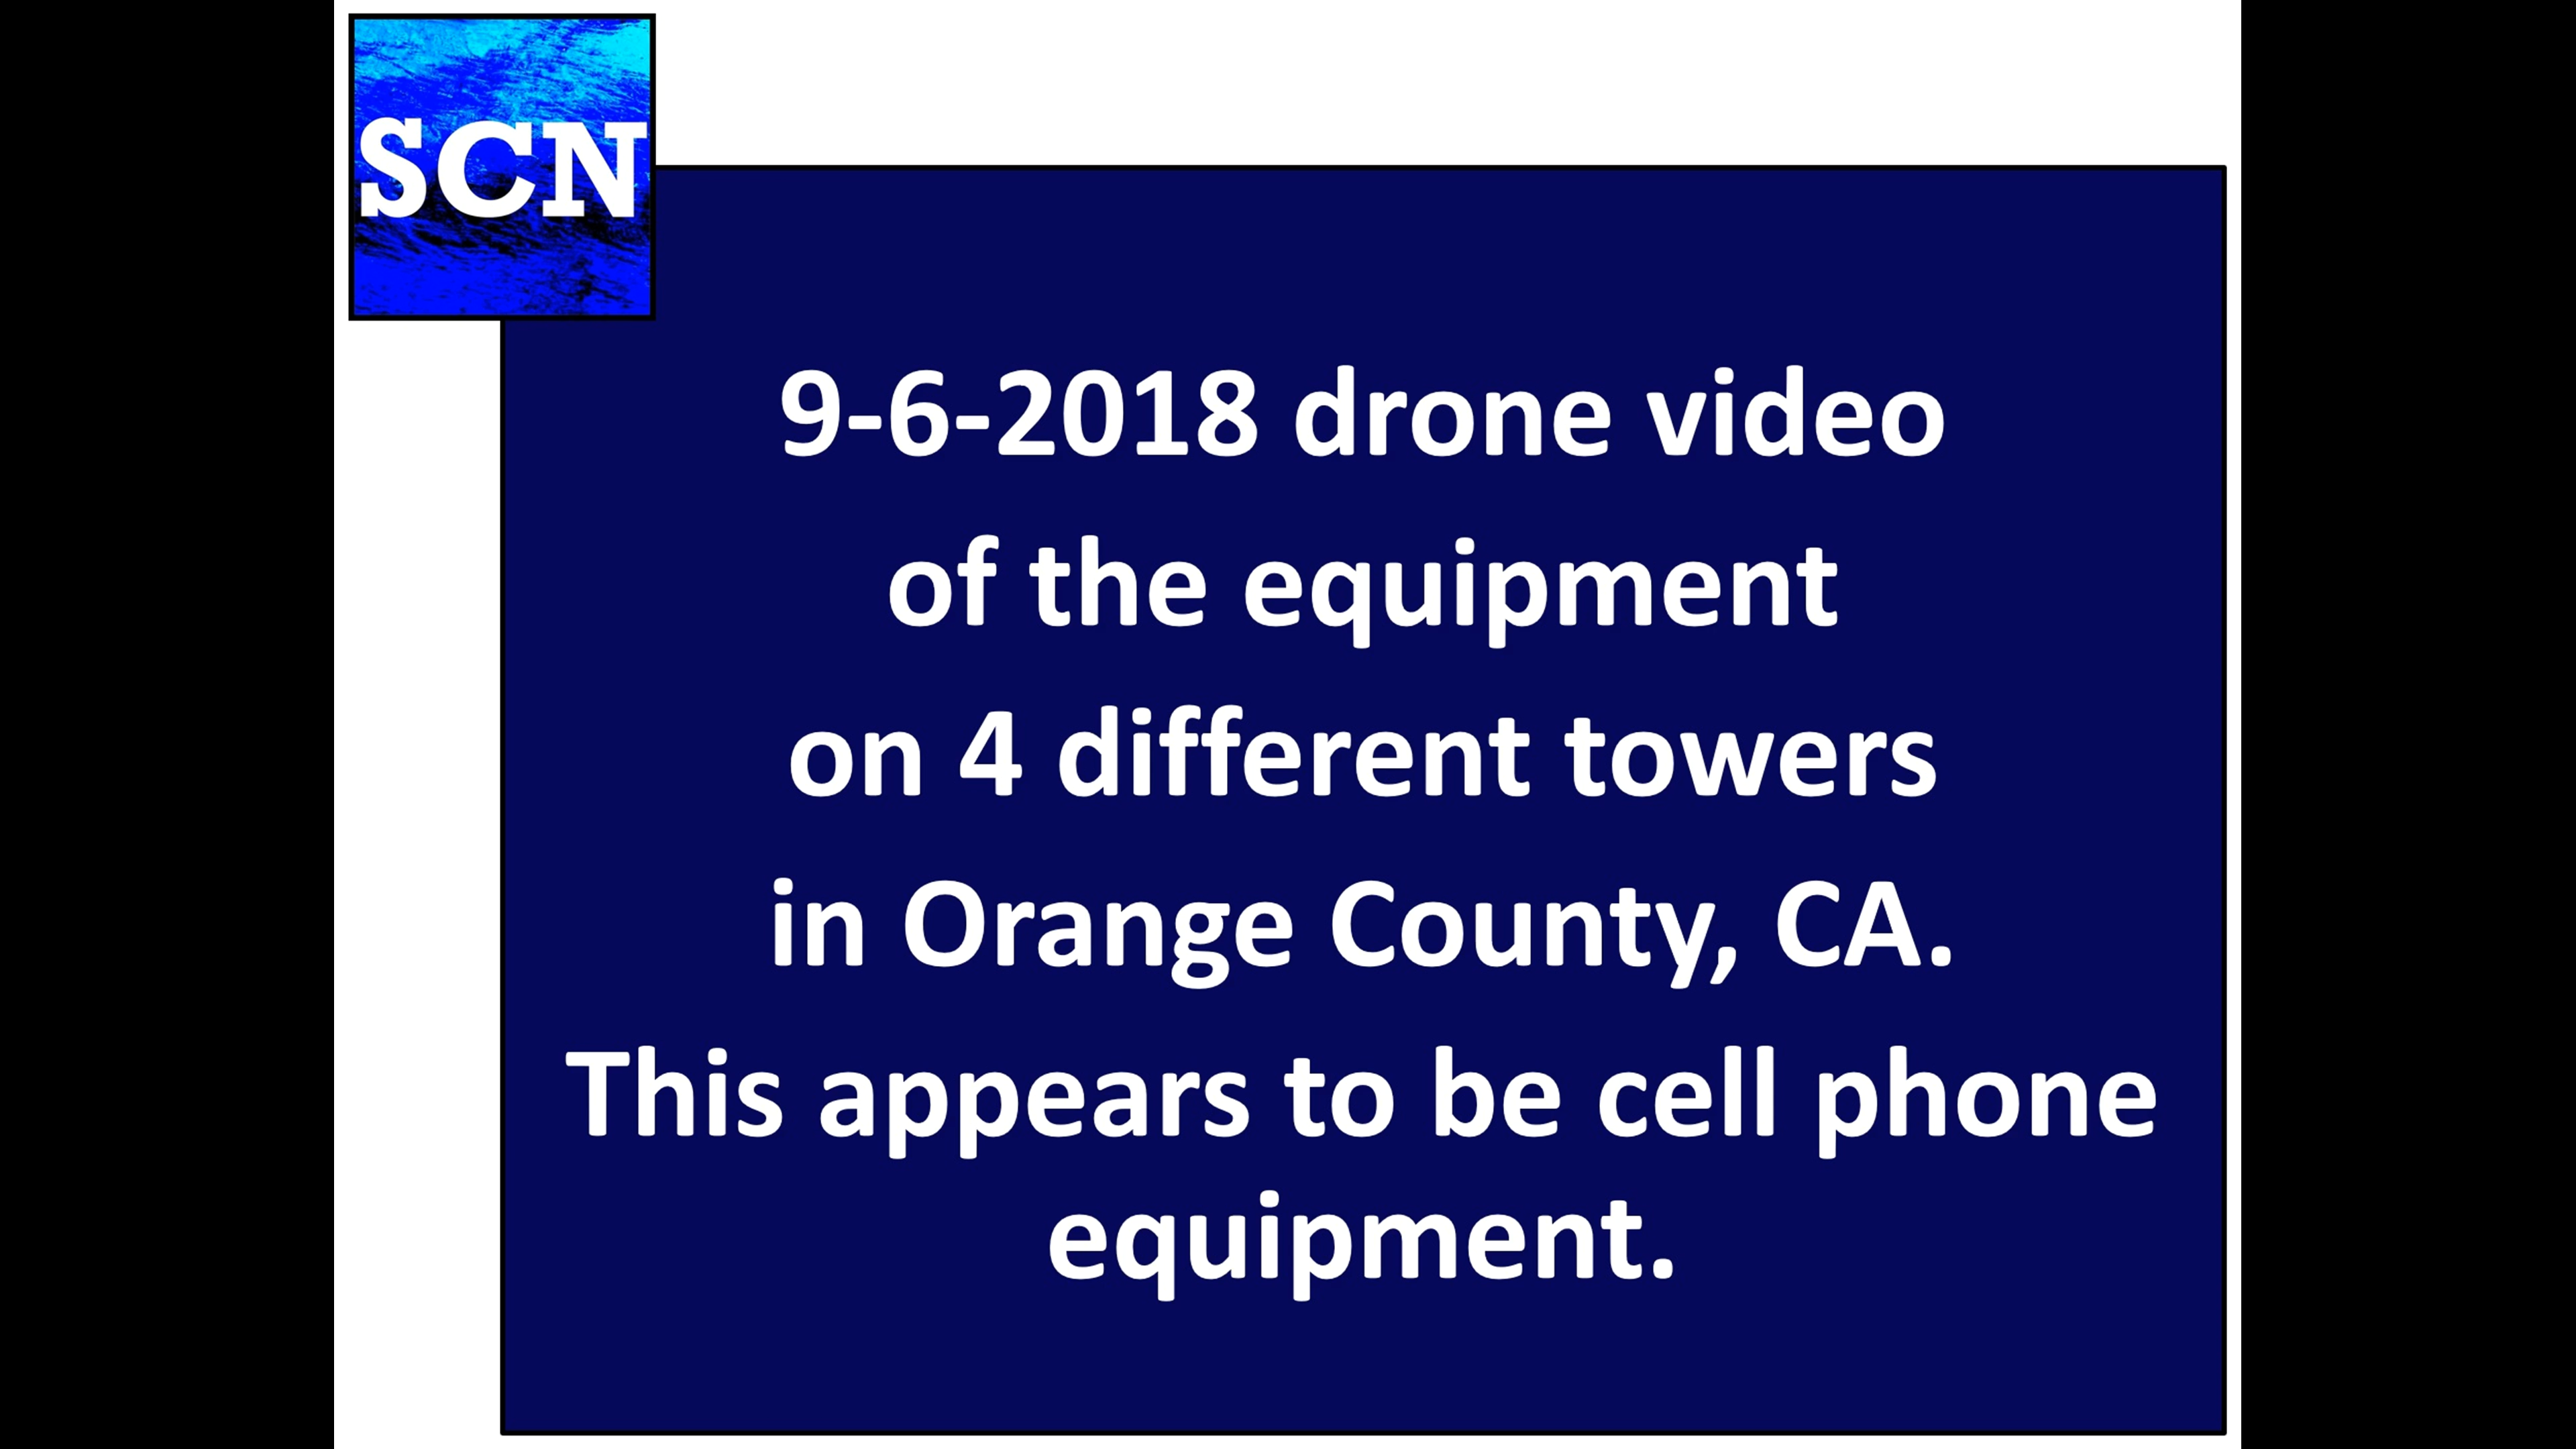 SCN
9-6-2018 drone video
of the equipment
on 4 different towers
in Orange County, CA.
This appears to be cell phone
equipment.